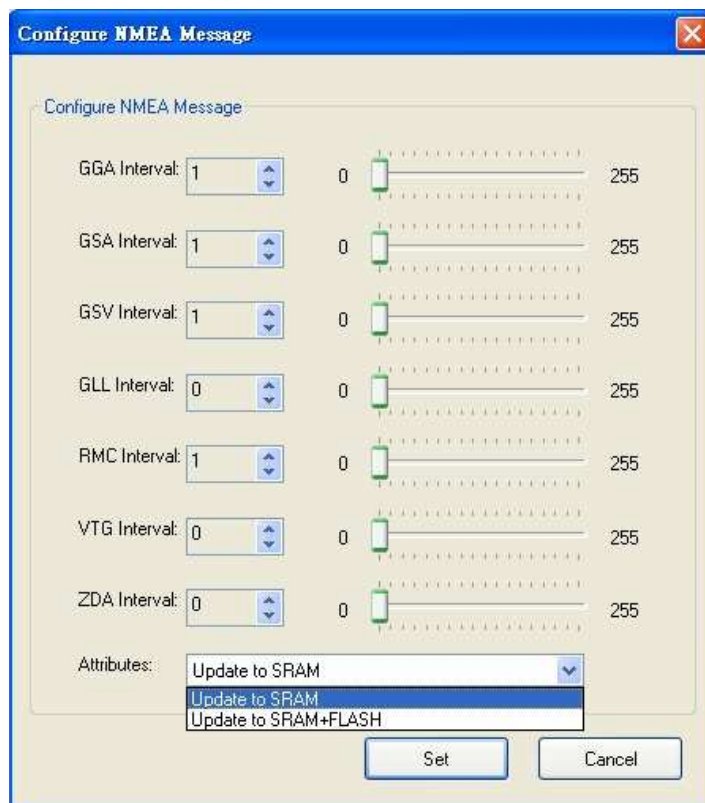 Configure NMEA Message
Configure NMEA Message
GGA Interval: 1 0 255
GSA Interval: 1 0 255
GSV Interval: 1 0 255
GLL Interval: 0 0 255
RMC Interval: 1 0 255
VTG Interval: 0 0 255
ZDA Interval: 0 0 255
Attributes: Update to SRAM
Update to SRAM
Update to SRAM+FLASH
Set Cancel